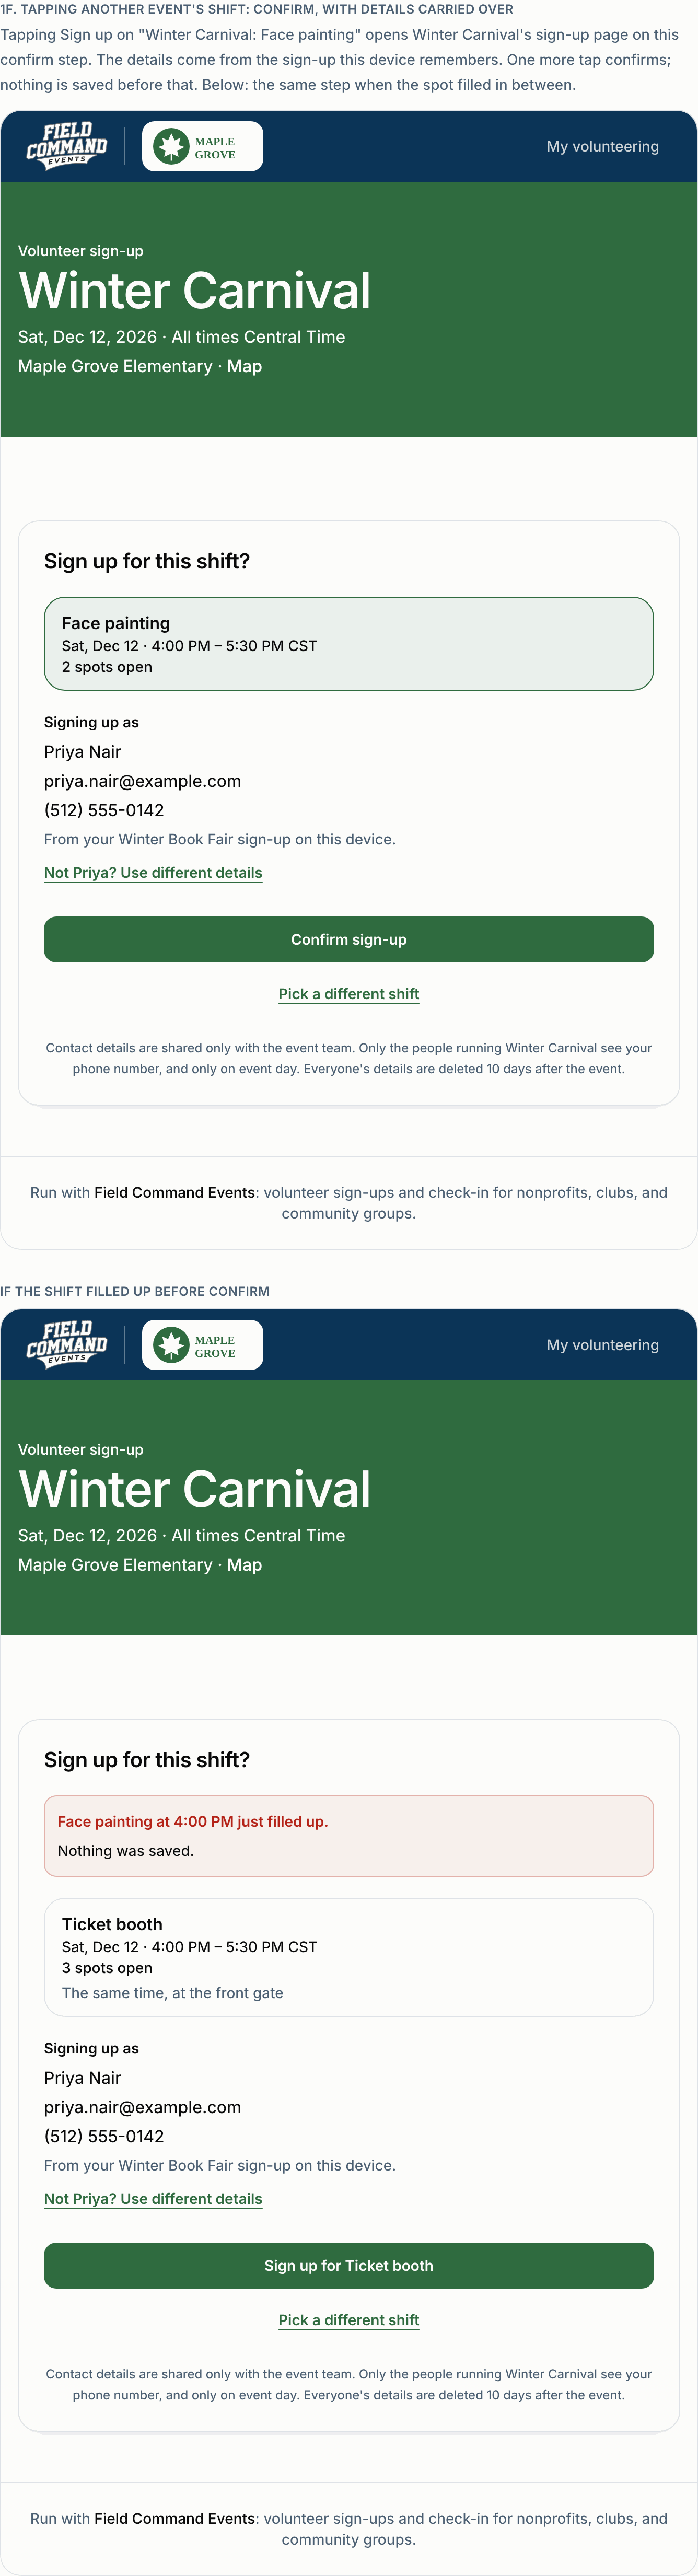 1F. TAPPING ANOTHER EVENT'S SHIFT: CONFIRM, WITH DETAILS CARRIED OVER
Tapping Sign up on "Winter Carnival: Face painting" opens Winter Carnival's sign-up page on this
confirm step. The details come from the sign-up this device remembers. One more tap confirms;
nothing is saved before that. Below: the same step when the spot filled in between.
FIELD
COMMAND
EVENTS
MAPLE
GROVE
My volunteering
Volunteer sign-up
Winter Carnival
Sat, Dec 12, 2026 · All times Central Time
Maple Grove Elementary · Map
Sign up for this shift?
Face painting
Sat, Dec 12 · 4:00 PM – 5:30 PM CST
2 spots open
Signing up as
Priya Nair
priya.nair@example.com
(512) 555-0142
From your Winter Book Fair sign-up on this device.
Not Priya? Use different details
Confirm sign-up
Pick a different shift
Contact details are shared only with the event team. Only the people running Winter Carnival see your
phone number, and only on event day. Everyone's details are deleted 10 days after the event.
Run with Field Command Events: volunteer sign-ups and check-in for nonprofits, clubs, and
community groups.
IF THE SHIFT FILLED UP BEFORE CONFIRM
FIELD
COMMAND
EVENTS
MAPLE
GROVE
My volunteering
Volunteer sign-up
Winter Carnival
Sat, Dec 12, 2026 · All times Central Time
Maple Grove Elementary · Map
Sign up for this shift?
Face painting at 4:00 PM just filled up.
Nothing was saved.
Ticket booth
Sat, Dec 12 · 4:00 PM – 5:30 PM CST
3 spots open
The same time, at the front gate
Signing up as
Priya Nair
priya.nair@example.com
(512) 555-0142
From your Winter Book Fair sign-up on this device.
Not Priya? Use different details
Sign up for Ticket booth
Pick a different shift
Contact details are shared only with the event team. Only the people running Winter Carnival see your
phone number, and only on event day. Everyone's details are deleted 10 days after the event.
Run with Field Command Events: volunteer sign-ups and check-in for nonprofits, clubs, and
community groups.